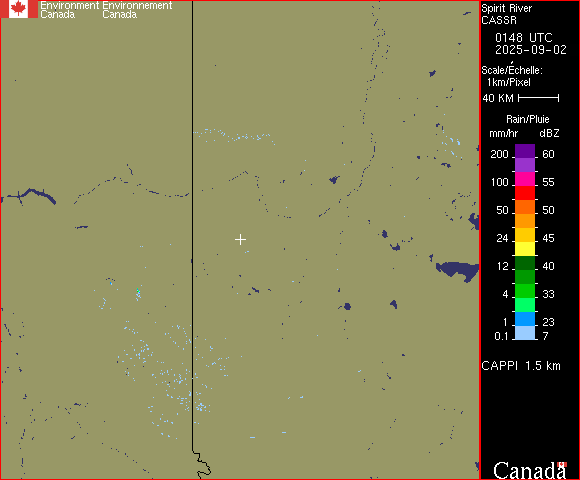 Environment Environnement
Canada Canada
Spirit River
CASSR
0148 UTC
2025-09-02
Scale/Échelle:
1km/Pixel
40 KM
Rain/Pluie
mm/hr dBZ
200 60
100 55
50 50
24 45
12 40
4 33
1 23
0.1 7
CAPPI 1.5 km
Canada